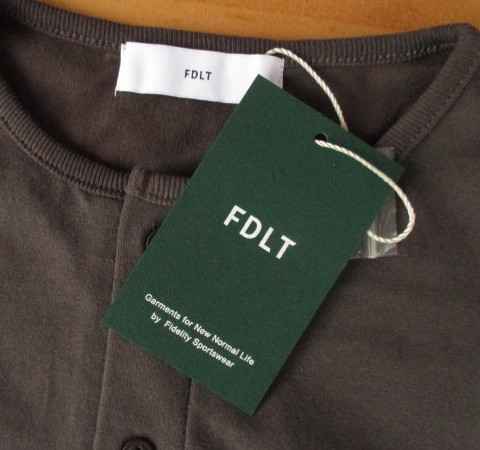 FDLT
FDLT
Garments for New Normal Life
by Fidelity Sportswear